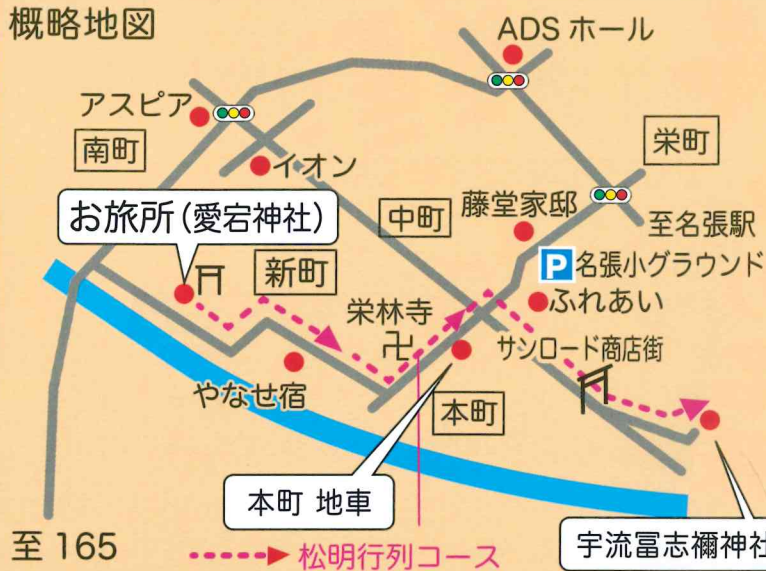 概略地図
ADS ホール
アスピア
南町
イオン
栄町
お旅所(愛宕神社)
中町
藤堂家邸
至名張駅
新町
P 名張小グラウンド
栄林寺
ふれあい
卍
サンロード商店街
やなせ宿
本町
本町 地車
宇流冨志禰神社
至 165
松明行列コース